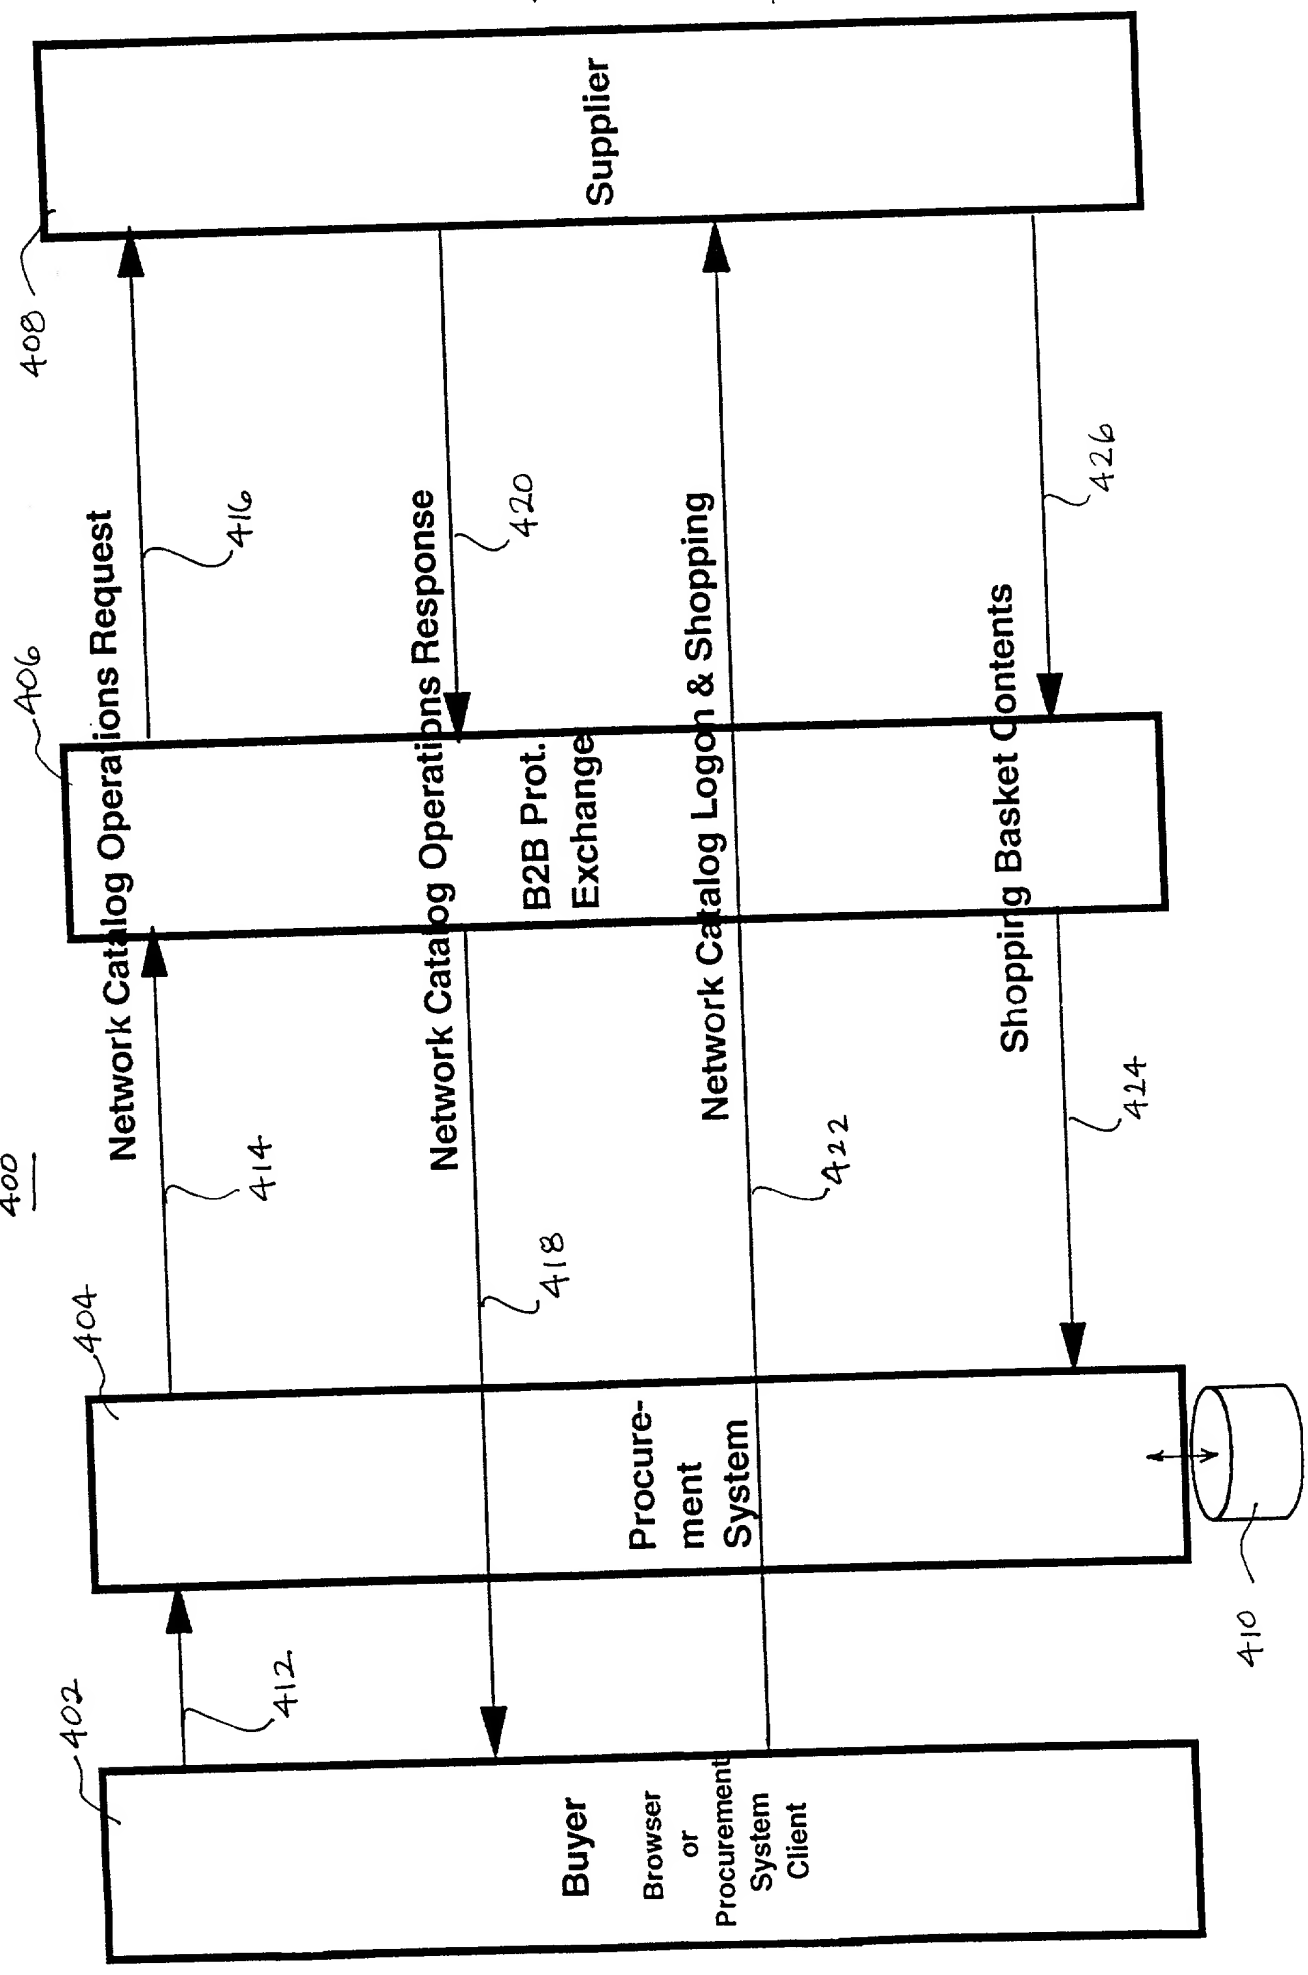 400
402
404
406
408
Buyer
Browser
or
Procurement
System
Client
Procure-
ment
System
B2B Prot.
Exchange
Supplier
Network Catalog Operations Request
412
414
416
Network Catalog Operations Response
418
420
Network Catalog Logon & Shopping
422
Shopping Basket Contents
424
426
410